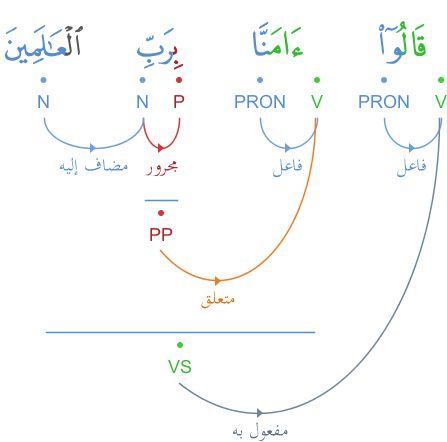 قَالُوٓا۟ ءَامَنَّا بِرَبِّ ٱلْعَـٰلَمِينَ
V PRON V PRON P N N
فاعل فاعل مجرور مضاف إليه
PP
متعلق
VS
مفعول به